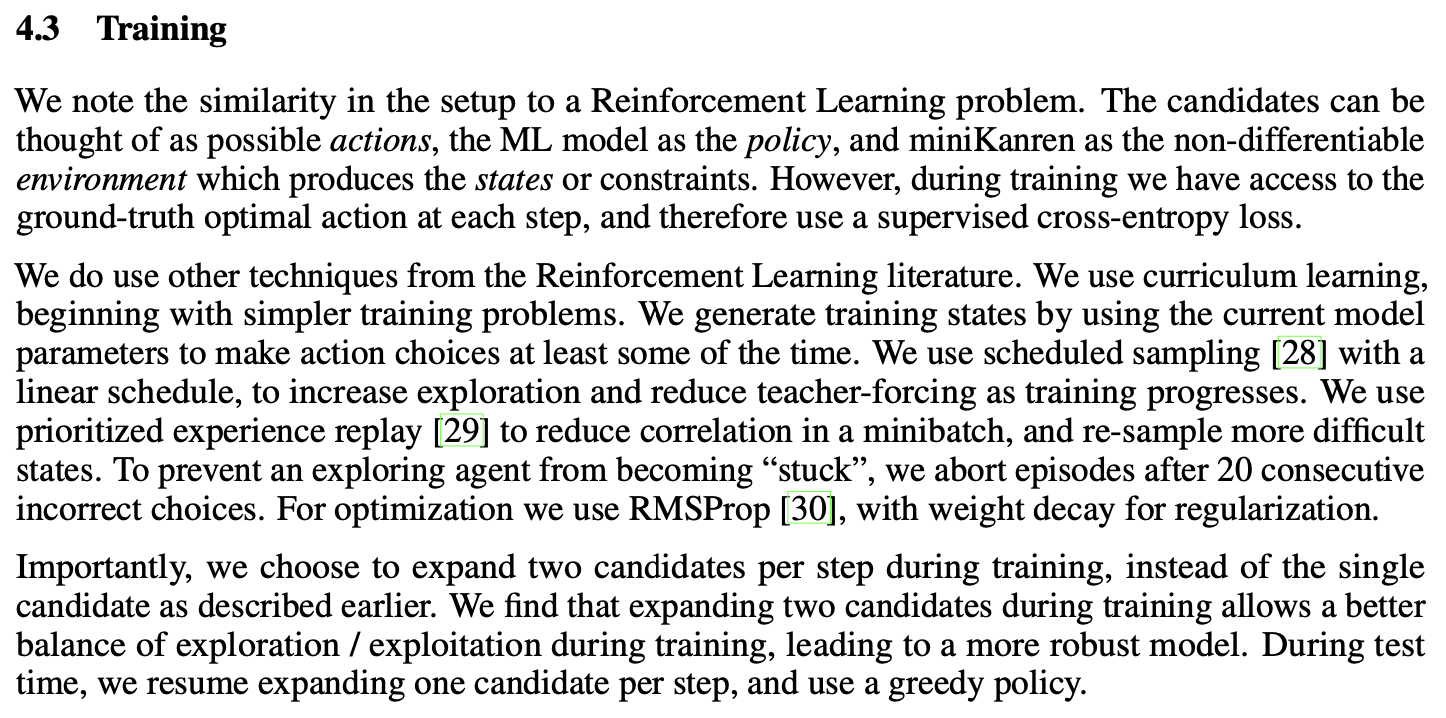 4.3 Training
We note the similarity in the setup to a Reinforcement Learning problem. The candidates can be
thought of as possible actions, the ML model as the policy, and miniKanren as the non-differentiable
environment which produces the states or constraints. However, during training we have access to the
ground-truth optimal action at each step, and therefore use a supervised cross-entropy loss.
We do use other techniques from the Reinforcement Learning literature. We use curriculum learning,
beginning with simpler training problems. We generate training states by using the current model
parameters to make action choices at least some of the time. We use scheduled sampling [28] with a
linear schedule, to increase exploration and reduce teacher-forcing as training progresses. We use
prioritized experience replay [29] to reduce correlation in a minibatch, and re-sample more difficult
states. To prevent an exploring agent from becoming “stuck”, we abort episodes after 20 consecutive
incorrect choices. For optimization we use RMSProp [30], with weight decay for regularization.
Importantly, we choose to expand two candidates per step during training, instead of the single
candidate as described earlier. We find that expanding two candidates during training allows a better
balance of exploration / exploitation during training, leading to a more robust model. During test
time, we resume expanding one candidate per step, and use a greedy policy.